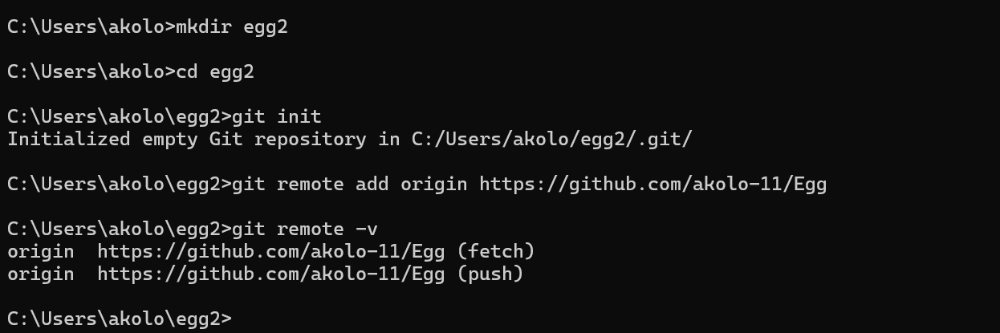 C:\Users\akolo>mkdir egg2
C:\Users\akolo>cd egg2
C:\Users\akolo\egg2>git init
Initialized empty Git repository in C:/Users/akolo/egg2/.git/
C:\Users\akolo\egg2>git remote add origin https://github.com/akolo-11/Egg
C:\Users\akolo\egg2>git remote -v
origin  https://github.com/akolo-11/Egg (fetch)
origin  https://github.com/akolo-11/Egg (push)
C:\Users\akolo\egg2>